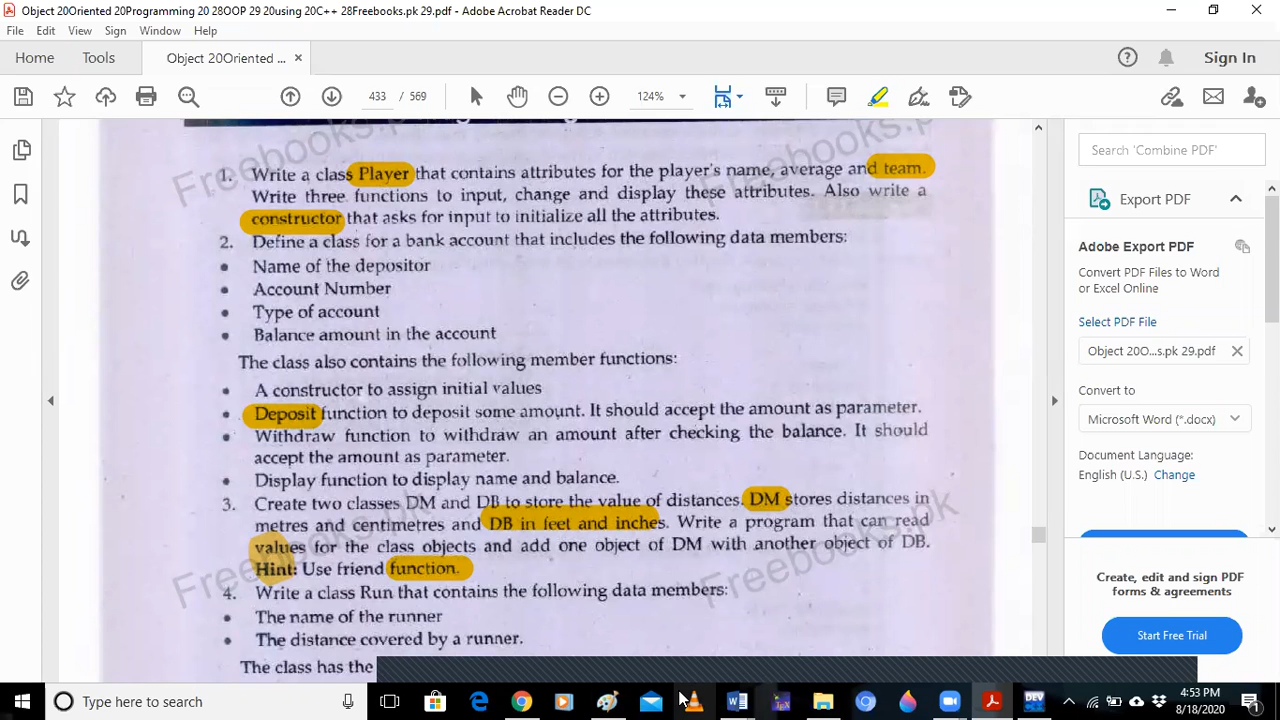 Object 20Oriented 20Programming 20 28OOP 29 20using 20C++ 28Freebooks.pk 29.pdf - Adobe Acrobat Reader DC
File Edit View Sign Window Help
Home Tools Object 20Oriented ... × Sign In
433 / 569 124%
Freebooks.pk
1. Write a class Player that contains attributes for the player's name, average and team.
Write three functions to input, change and display these attributes. Also write a
constructor that asks for input to initialize all the attributes.
2. Define a class for a bank account that includes the following data members:
• Name of the depositor
• Account Number
• Type of account
• Balance amount in the account
The class also contains the following member functions:
• A constructor to assign initial values
• Deposit function to deposit some amount. It should accept the amount as parameter.
• Withdraw function to withdraw an amount after checking the balance. It should
accept the amount as parameter.
• Display function to display name and balance.
3. Create two classes DM and DB to store the value of distances. DM stores distances in
metres and centimetres and DB in feet and inches. Write a program that can read
values for the class objects and add one object of DM with another object of DB.
Hint: Use friend function.
4. Write a class Run that contains the following data members:
• The name of the runner
• The distance covered by a runner.
The class has the
Search 'Combine PDF'
Export PDF
Adobe Export PDF
Convert PDF Files to Word
or Excel Online
Select PDF File
Object 20O...s.pk 29.pdf
Convert to
Microsoft Word (*.docx)
Document Language:
English (U.S.) Change
Create, edit and sign PDF
forms & agreements
Start Free Trial
Type here to search
DEV
4:53 PM
8/18/2020
1